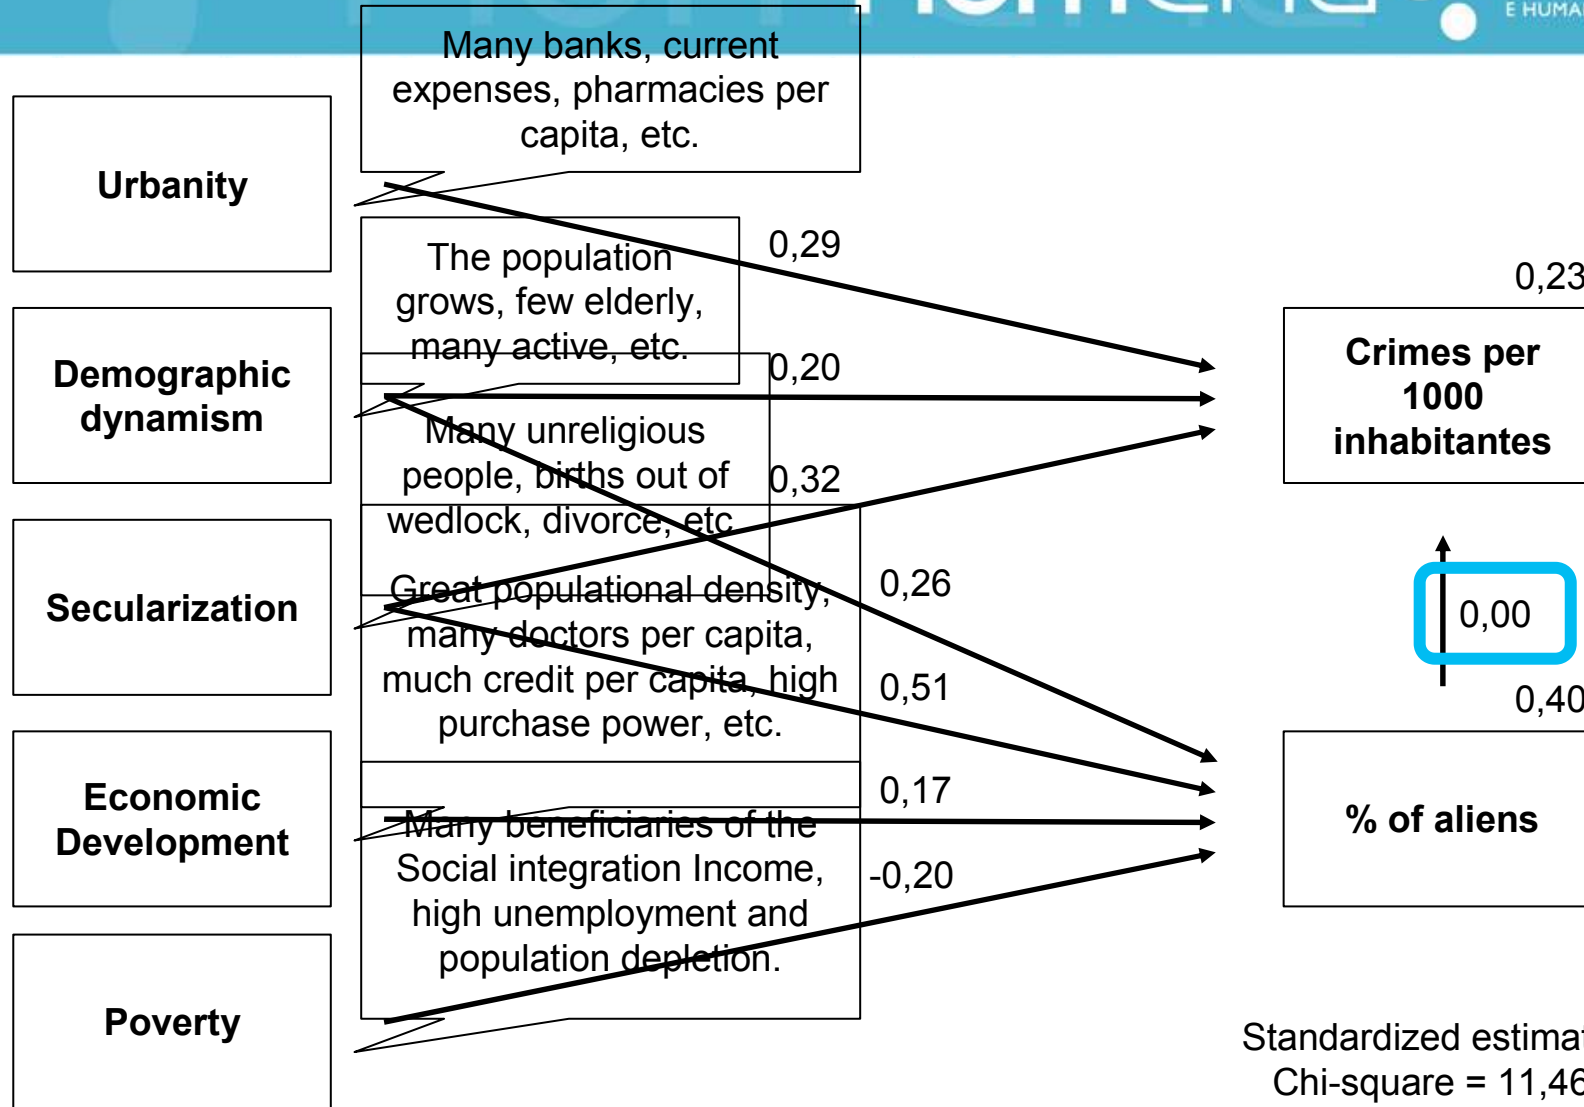 E HUMA
Many banks, current
expenses, pharmacies per
capita, etc.
Urbanity
The population
grows, few elderly,
many active, etc.
0,29
0,23
Demographic
dynamism
0,20
Crimes per
1000
inhabitantes
Many unreligious
people, births out of
wedlock, divorce, etc
0,32
Secularization
Great populational density,
many doctors per capita,
much credit per capita, high
purchase power, etc.
0,26
0,00
0,51
0,40
Economic
Development
0,17
% of aliens
Many beneficiaries of the
Social integration Income,
high unemployment and
population depletion.
-0,20
Poverty
Standardized estimat
Chi-square = 11,46